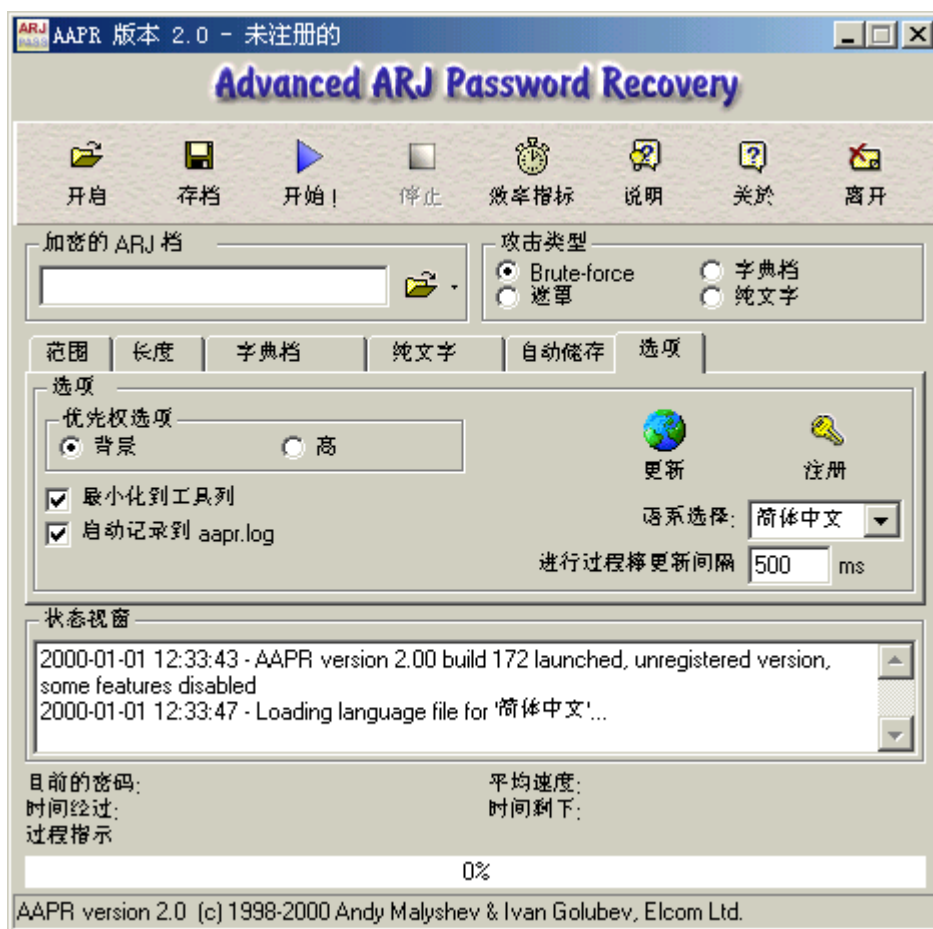 ARJ
PASS
AAPR 版本 2.0 - 未注册的
Advanced ARJ Password Recovery
开启 存档 开始! 停止 效率指标 说明 关於 离开
加密的 ARJ 档
攻击类型
Brute-force 字典档
遮罩 纯文字
范围 长度 字典档 纯文字 自动储存 选项
选项
优先权选项
背景 高
更新 注册
最小化到工具列
启动记录到 aapr.log
语系选择: 简体中文
进行过程棒更新间隔 500 ms
状态视窗
2000-01-01 12:33:43 - AAPR version 2.00 build 172 launched, unregistered version,
some features disabled
2000-01-01 12:33:47 - Loading language file for '简体中文'...
目前的密码: 平均速度:
时间经过: 时间剩下:
过程指示
0%
AAPR version 2.0 (c) 1998-2000 Andy Malyshev & Ivan Golubev, Elcom Ltd.